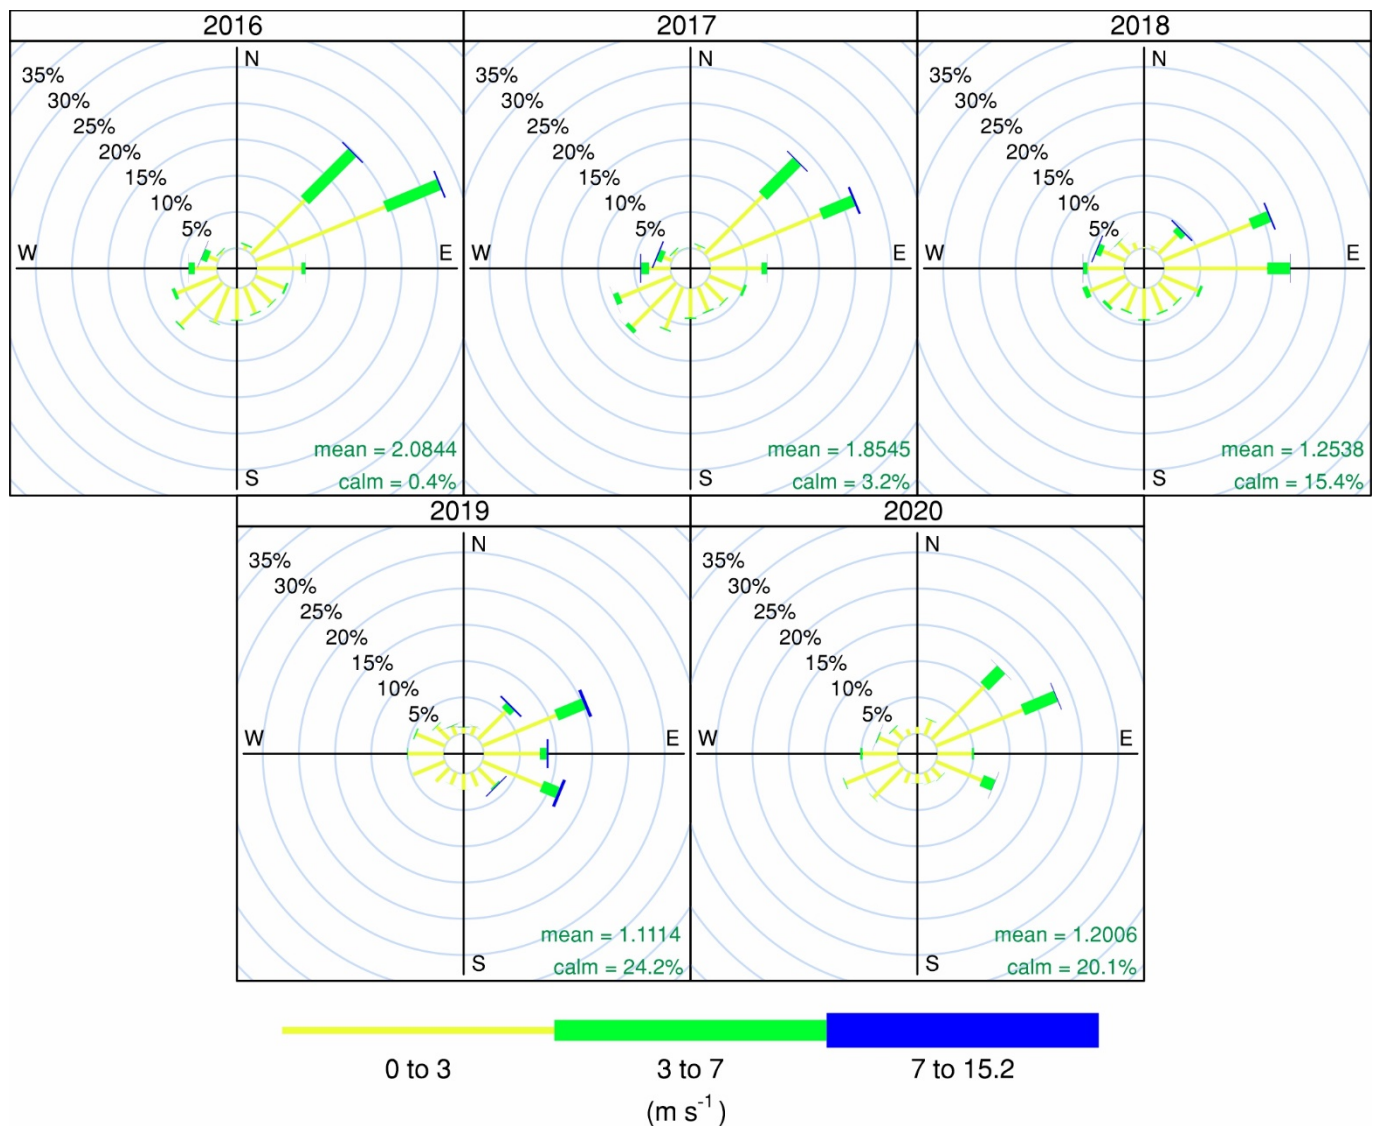 2016
N
35%
30%
25%
20%
15%
10%
5%
W
E
S
mean = 2.0844
calm = 0.4%
2017
N
35%
30%
25%
20%
15%
10%
5%
W
E
S
mean = 1.8545
calm = 3.2%
2018
N
35%
30%
25%
20%
15%
10%
5%
W
E
S
mean = 1.2538
calm = 15.4%
2019
N
35%
30%
25%
20%
15%
10%
5%
W
E
S
mean = 1.1114
calm = 24.2%
2020
N
35%
30%
25%
20%
15%
10%
5%
W
E
S
mean = 1.2006
calm = 20.1%
0 to 3 3 to 7 7 to 15.2
(m s⁻¹)